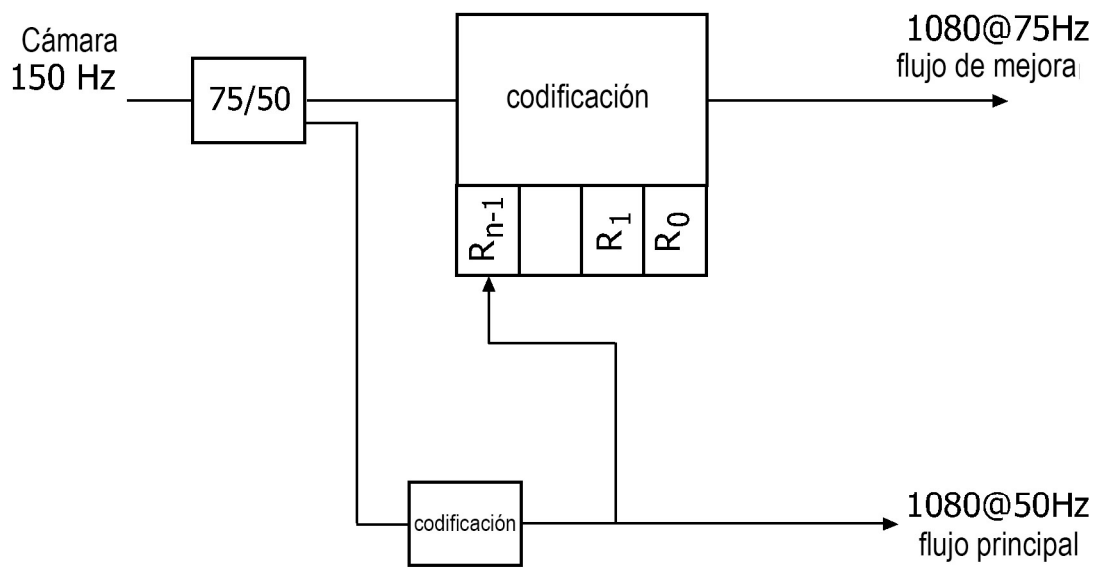 Cámara
150 Hz
75/50
codificación
1080@75Hz
flujo de mejora
Rn-1
R1
R0
codificación
1080@50Hz
flujo principal